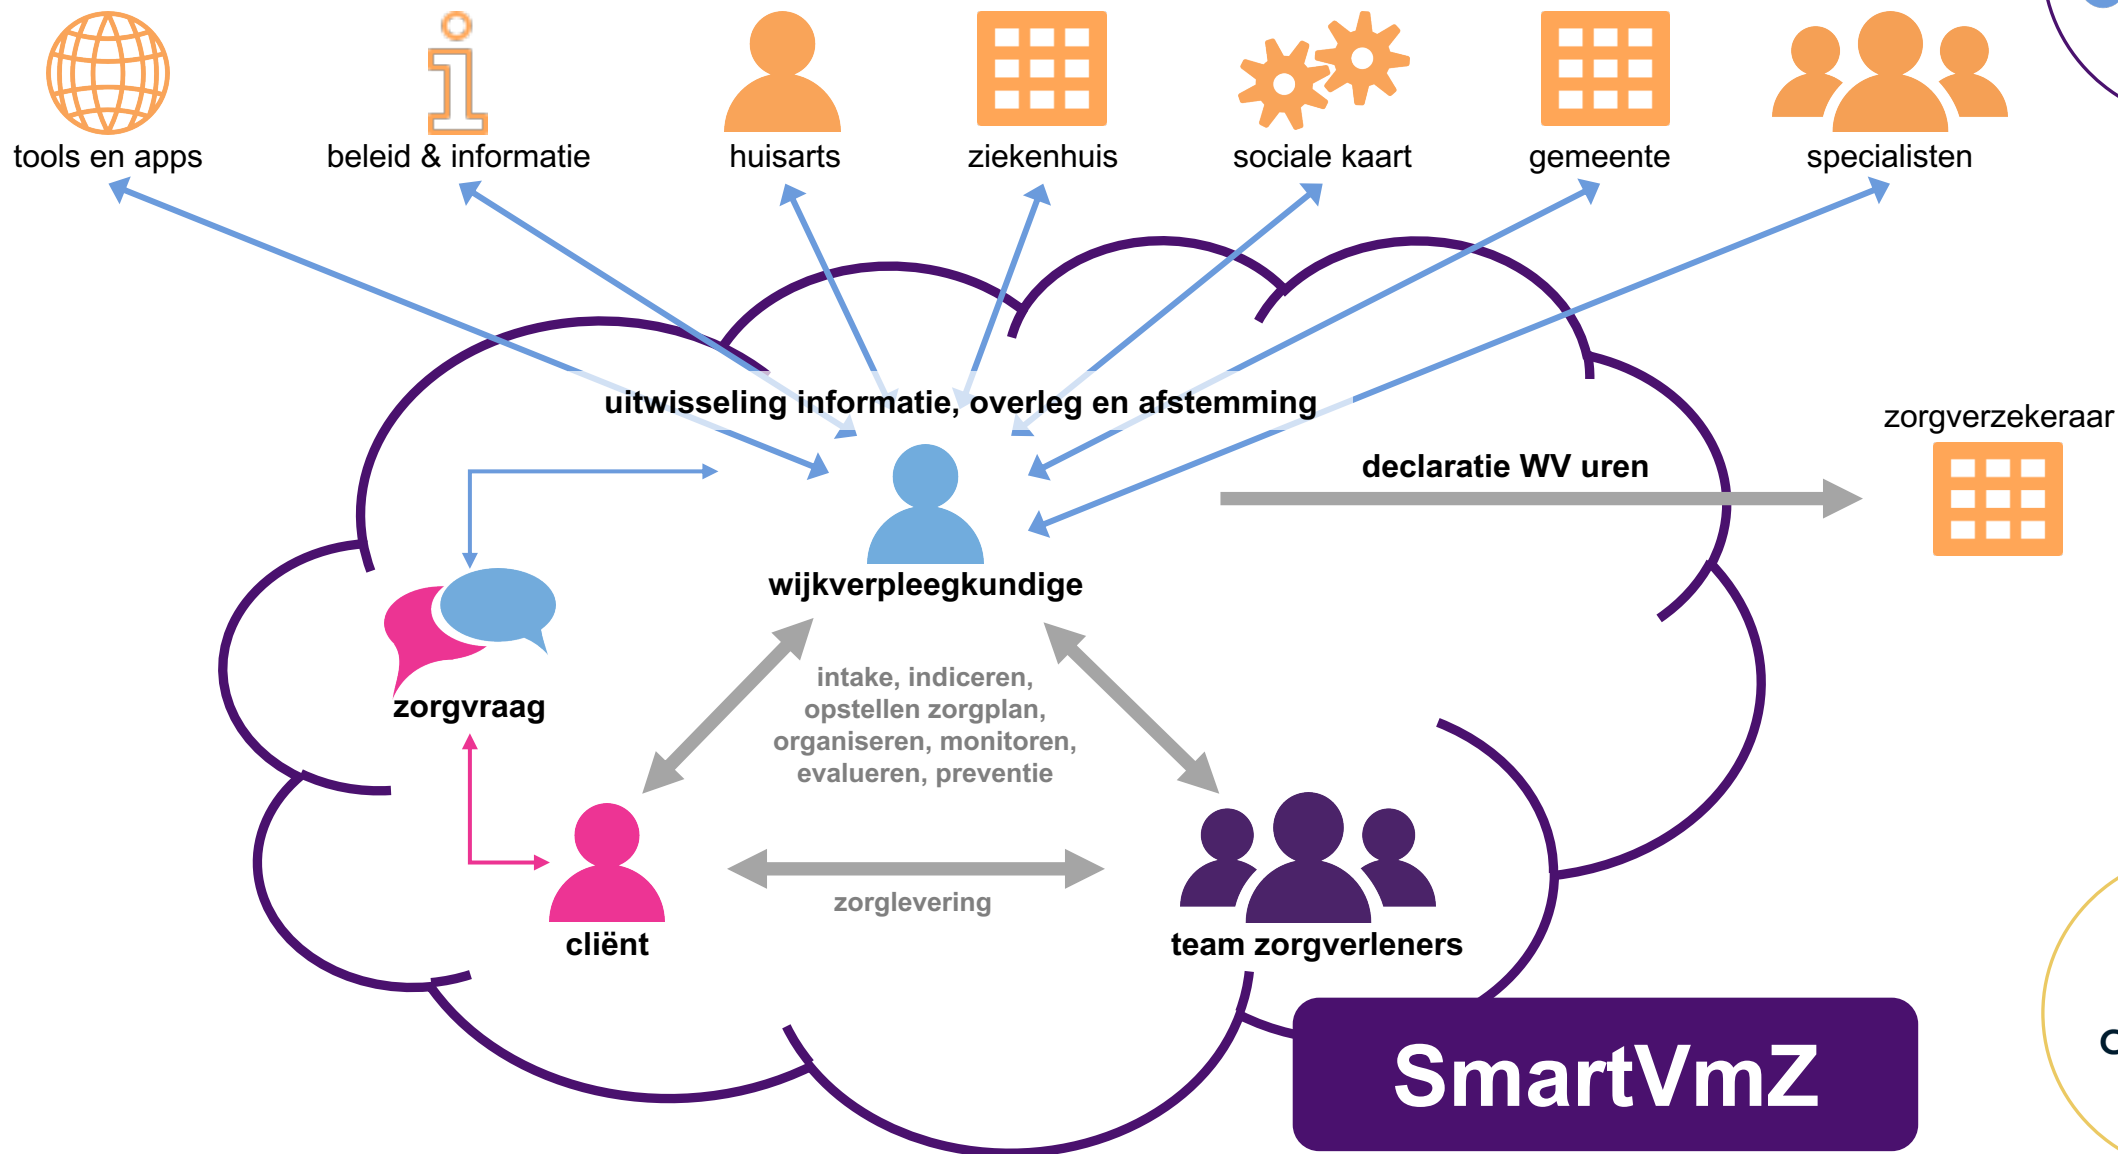 tools en apps
beleid & informatie
huisarts
ziekenhuis
sociale kaart
gemeente
specialisten
uitwisseling informatie, overleg en afstemming
zorgverzekeraar
declaratie WV uren
wijkverpleegkundige
intake, indiceren,
opstellen zorgplan,
organiseren, monitoren,
evalueren, preventie
zorgvraag
zorglevering
cliënt
team zorgverleners
SmartVmZ